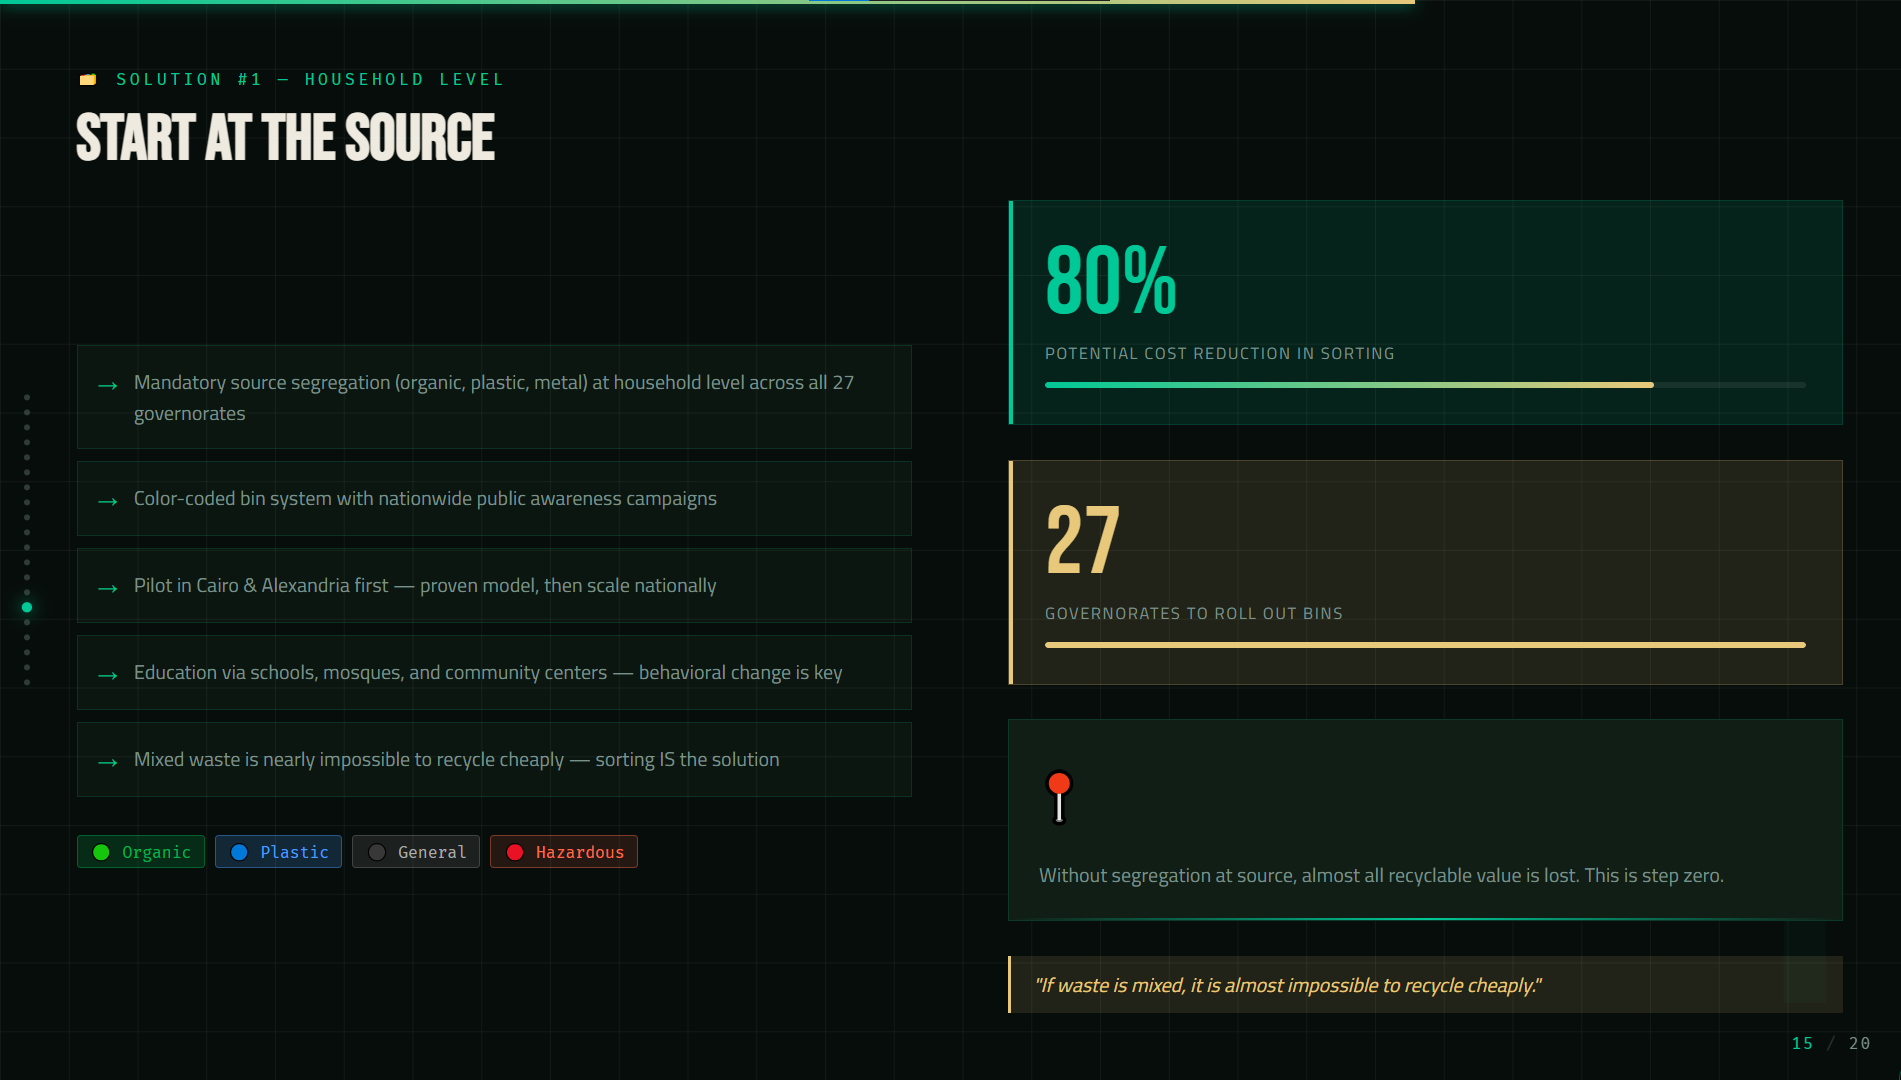 SOLUTION #1 — HOUSEHOLD LEVEL
START AT THE SOURCE
→ Mandatory source segregation (organic, plastic, metal) at household level across all 27
governorates
→ Color-coded bin system with nationwide public awareness campaigns
→ Pilot in Cairo & Alexandria first — proven model, then scale nationally
→ Education via schools, mosques, and community centers — behavioral change is key
→ Mixed waste is nearly impossible to recycle cheaply — sorting IS the solution
Organic Plastic General Hazardous
80%
POTENTIAL COST REDUCTION IN SORTING
27
GOVERNORATES TO ROLL OUT BINS
Without segregation at source, almost all recyclable value is lost. This is step zero.
"If waste is mixed, it is almost impossible to recycle cheaply."
15 / 20